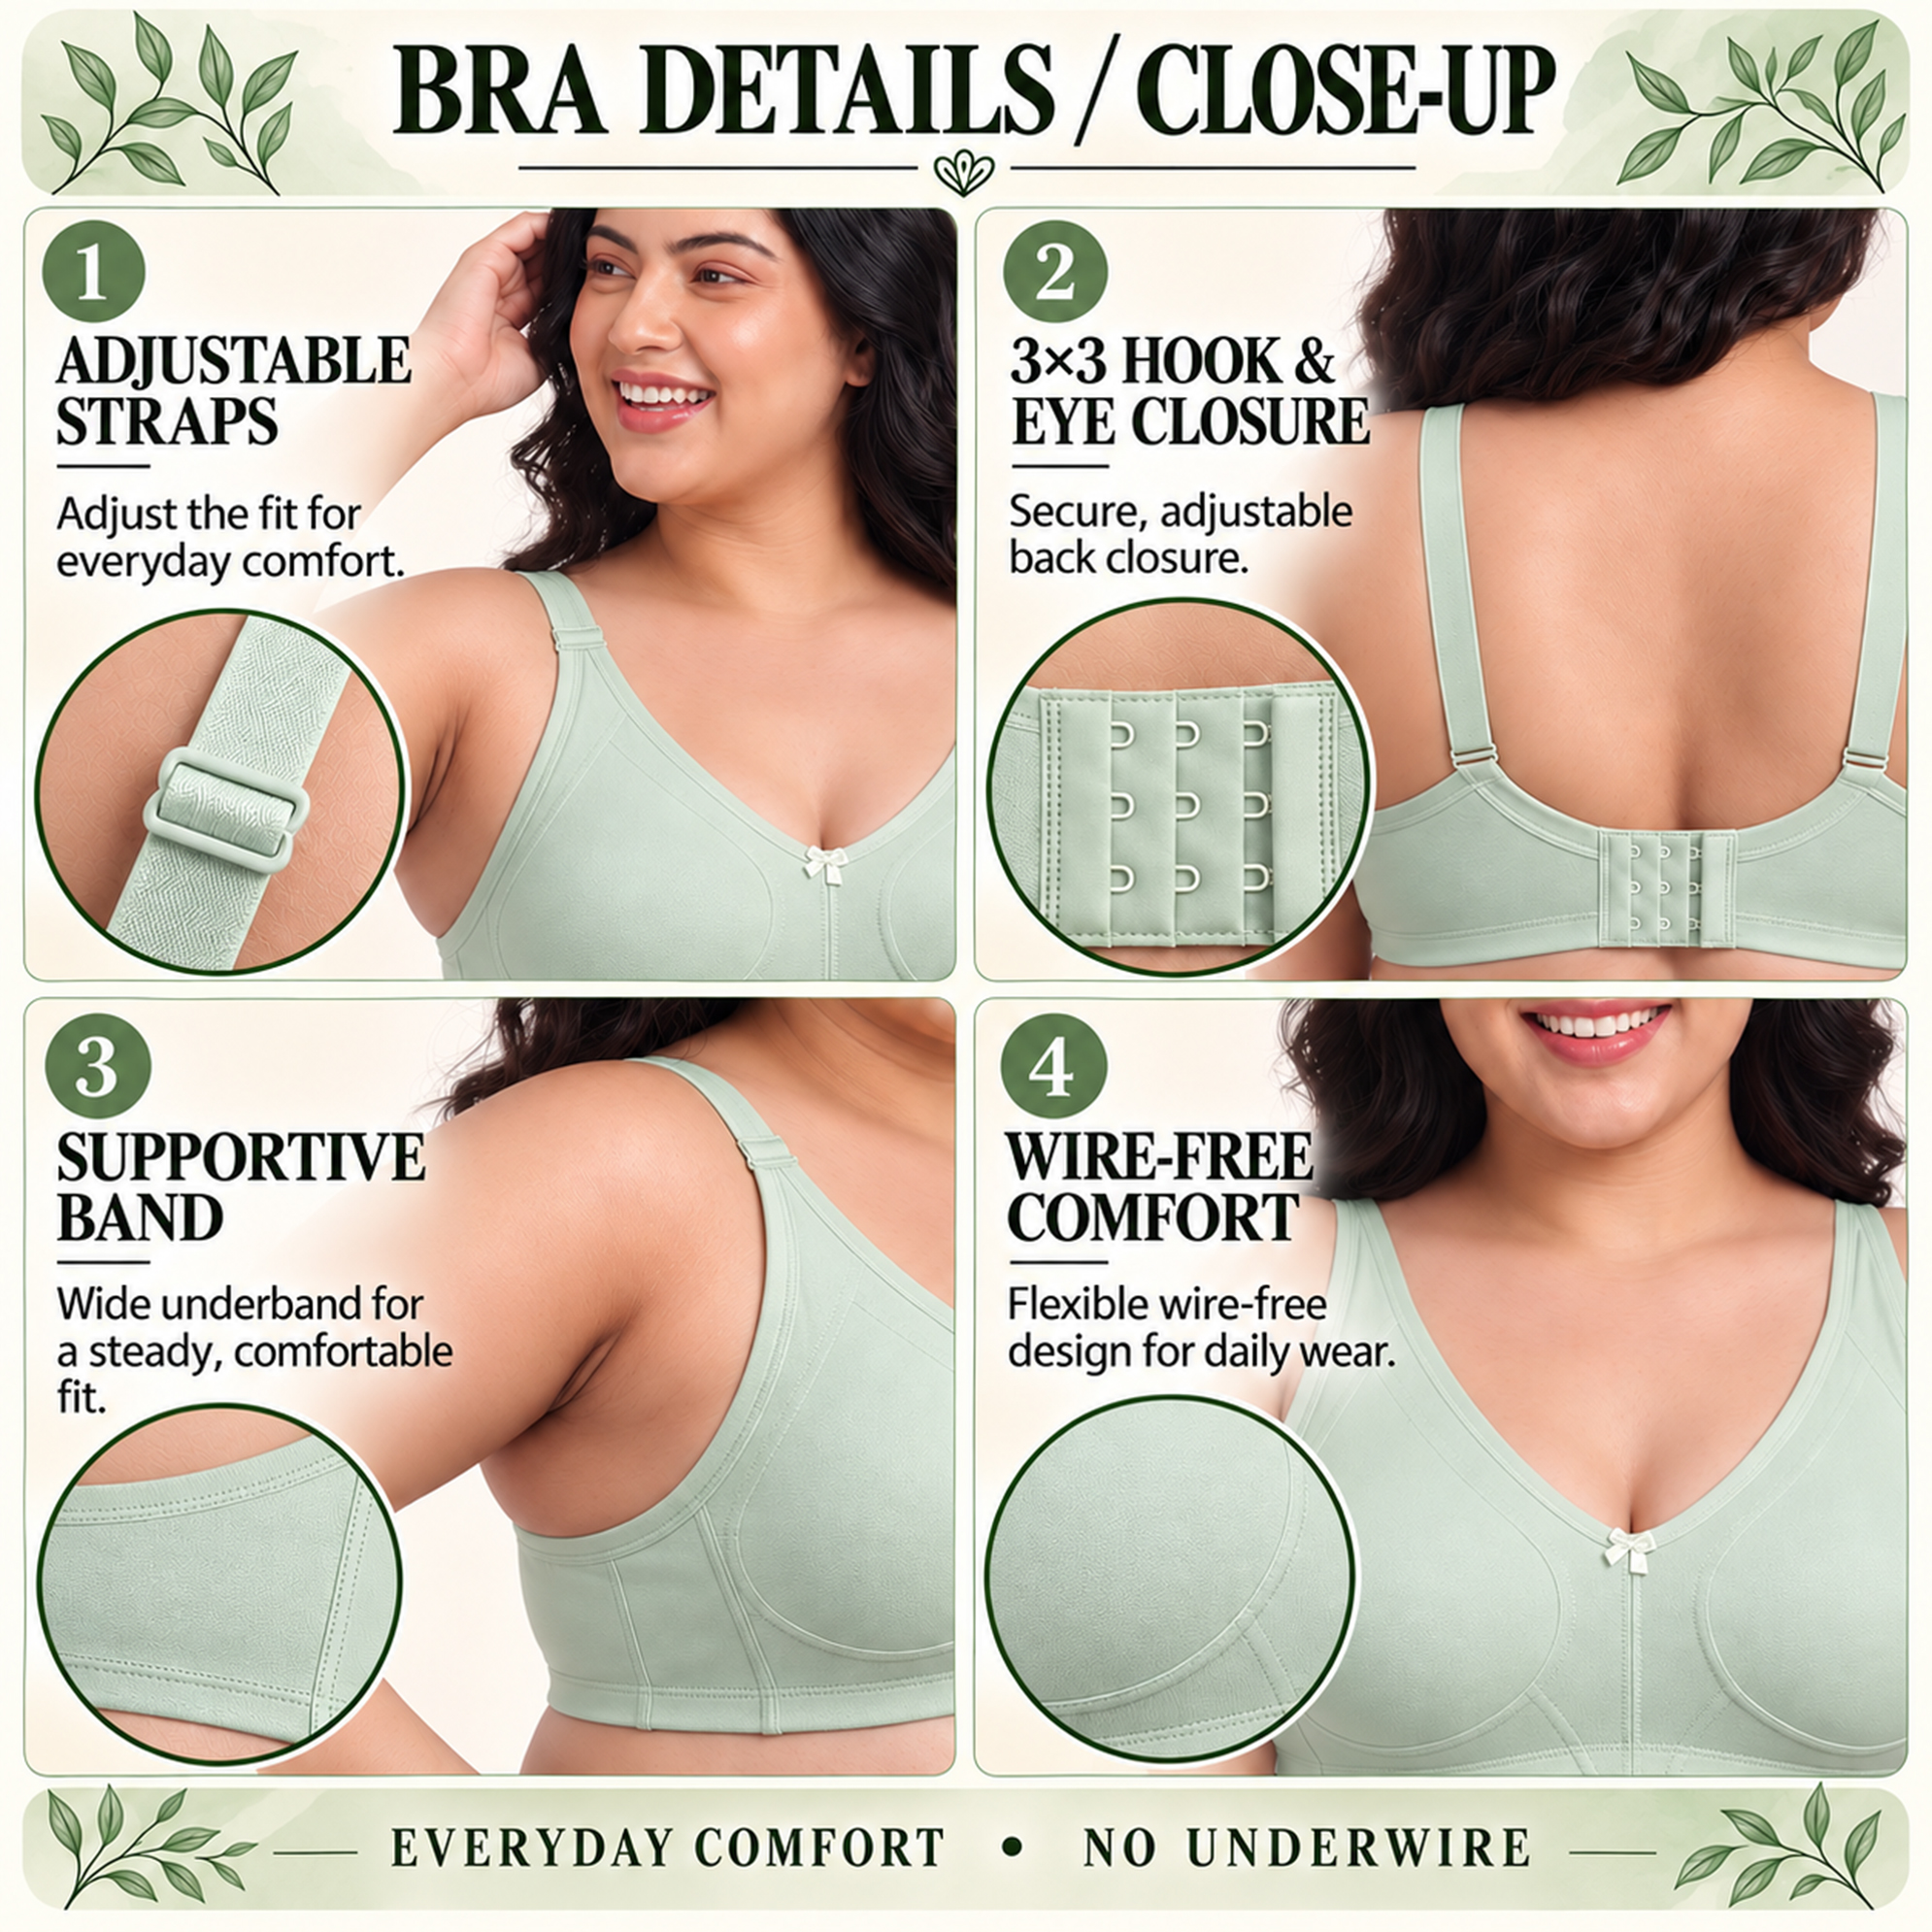 BRA DETAILS / CLOSE-UP
1
ADJUSTABLE
STRAPS
Adjust the fit for
everyday comfort.
2
3×3 HOOK &
EYE CLOSURE
Secure, adjustable
back closure.
3
SUPPORTIVE
BAND
Wide underband for
a steady, comfortable
fit.
4
WIRE-FREE
COMFORT
Flexible wire-free
design for daily wear.
EVERYDAY COMFORT • NO UNDERWIRE